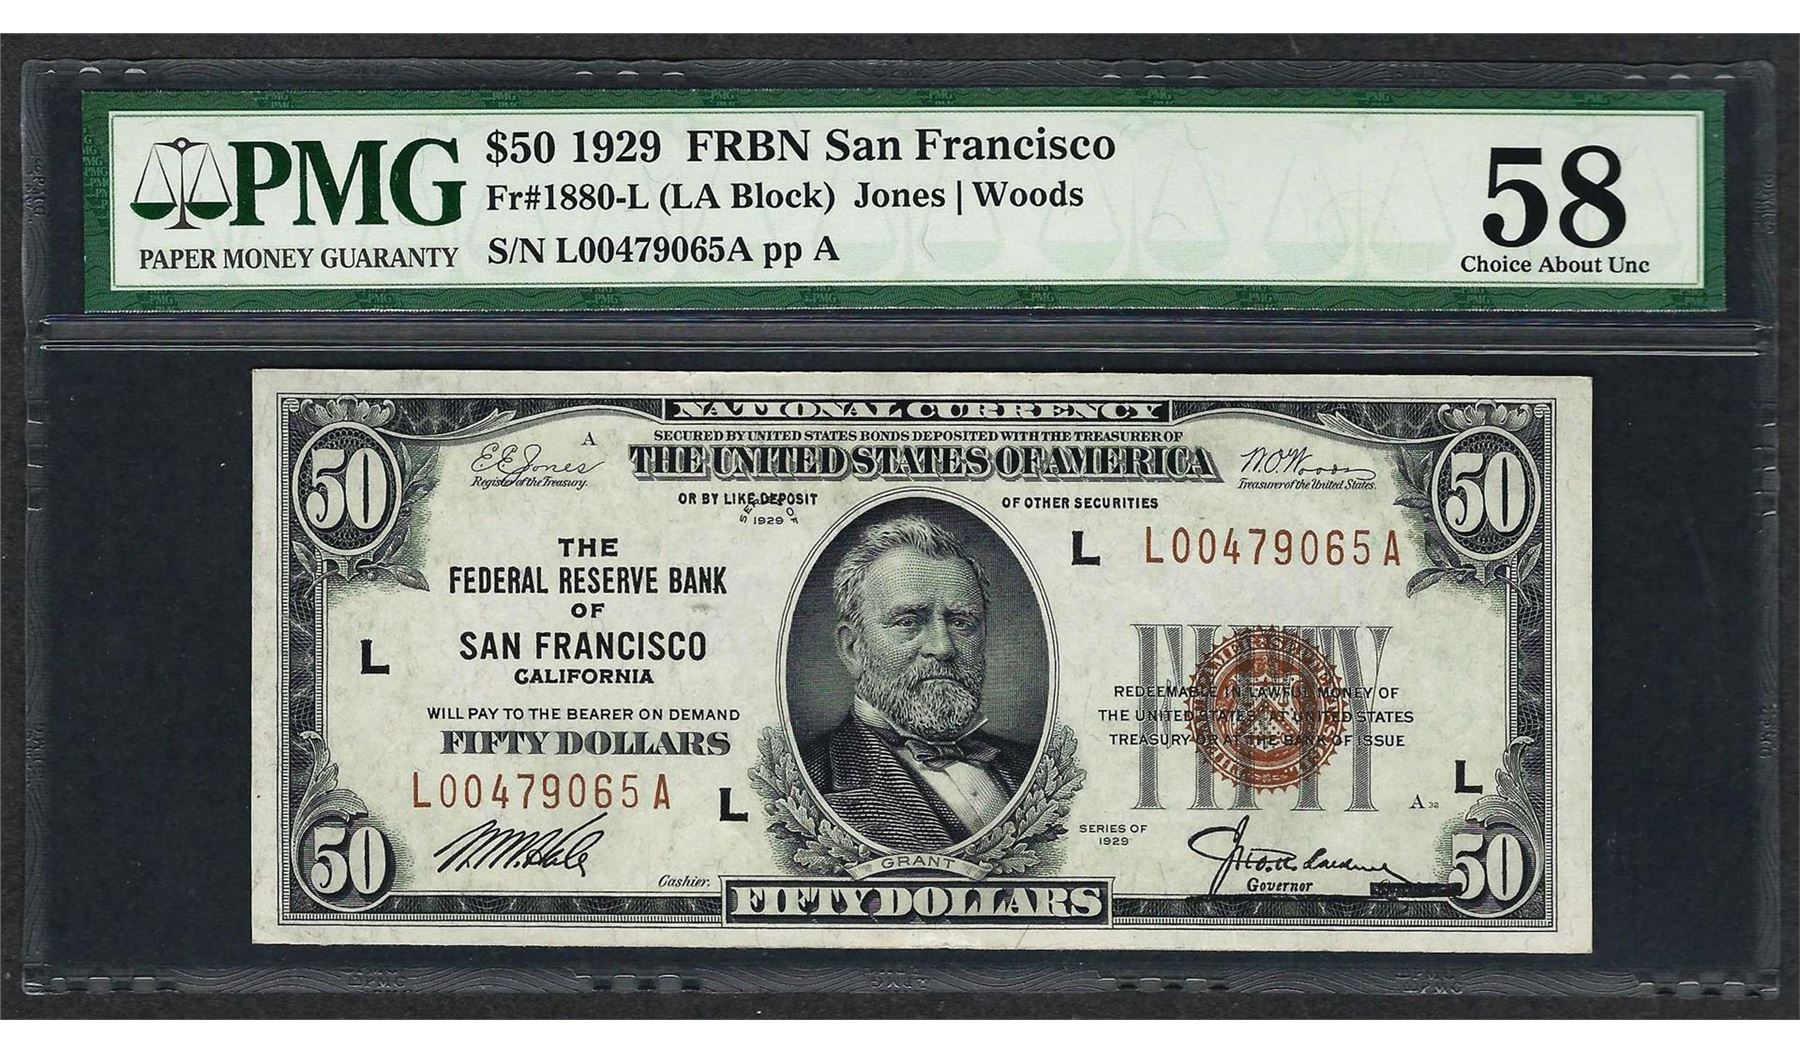 PMG
PAPER MONEY GUARANTY
$50 1929 FRBN San Francisco
Fr#1880-L (LA Block) Jones | Woods
S/N L00479065A pp A
58
Choice About Unc
NATIONAL CURRENCY
SECURED BY UNITED STATES BONDS DEPOSITED WITH THE TREASURER OF
THE UNITED STATES OF AMERICA
OR BY LIKE DEPOSIT OF OTHER SECURITIES
50
50
A
E E Jones
Register of the Treasury.
W.O. Woods
Treasurer of the United States.
SERIES OF
1929
THE
FEDERAL RESERVE BANK
OF
SAN FRANCISCO
CALIFORNIA
L
L L00479065A
WILL PAY TO THE BEARER ON DEMAND
FIFTY DOLLARS
L00479065A L
FIFTY
REDEEMABLE IN LAWFUL MONEY OF
THE UNITED STATES AT UNITED STATES
TREASURY OR AT THE BANK OF ISSUE
L
A 38
SERIES OF
1929
50
Cashier.
GRANT
FIFTY DOLLARS
Governor
50